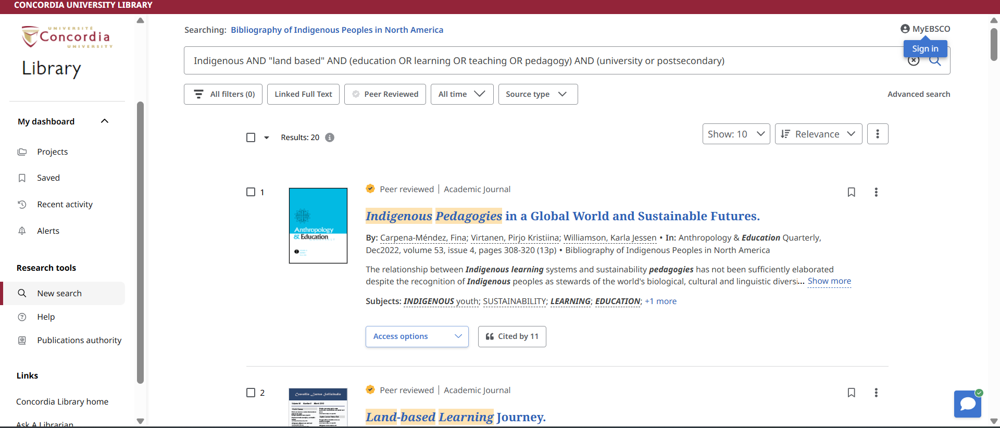 CONCORDIA UNIVERSITY LIBRARY
UNIVERSITÉ
Concordia
UNIVERSITY
Library
My dashboard
Projects
Saved
Recent activity
Alerts
Research tools
New search
Help
Publications authority
Links
Concordia Library home
Ask A Librarian
Searching: Bibliography of Indigenous Peoples in North America
MyEBSCO
Sign in
Indigenous AND "land based" AND (education OR learning OR teaching OR pedagogy) AND (university or postsecondary)
All filters (0)
Linked Full Text
Peer Reviewed
All time
Source type
Advanced search
Results: 20
Show: 10
Relevance
1
Anthropology
& Education
Peer reviewed | Academic Journal
Indigenous Pedagogies in a Global World and Sustainable Futures.
By: Carpena-Méndez, Fina; Virtanen, Pirjo Kristiina; Williamson, Karla Jessen • In: Anthropology & Education Quarterly,
Dec2022, volume 53, issue 4, pages 308-320 (13p) • Bibliography of Indigenous Peoples in North America
The relationship between Indigenous learning systems and sustainability pedagogies has not been sufficiently elaborated
despite the recognition of Indigenous peoples as stewards of the world's biological, cultural and linguistic diversi... Show more
Subjects: INDIGENOUS youth; SUSTAINABILITY; LEARNING; EDUCATION; +1 more
Access options
Cited by 11
2
Peer reviewed | Academic Journal
Land-based Learning Journey.